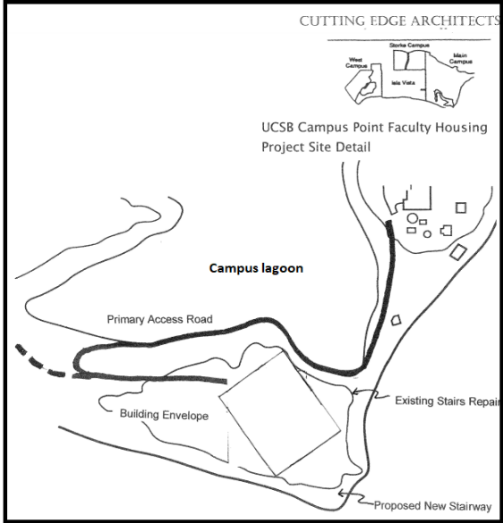 CUTTING EDGE ARCHITECTS
Storke Campus
West
Campus
Main
Campus
Isla Vista
UCSB Campus Point Faculty Housing
Project Site Detail
Campus lagoon
Primary Access Road
Building Envelope
Existing Stairs Repair
Proposed New Stairway